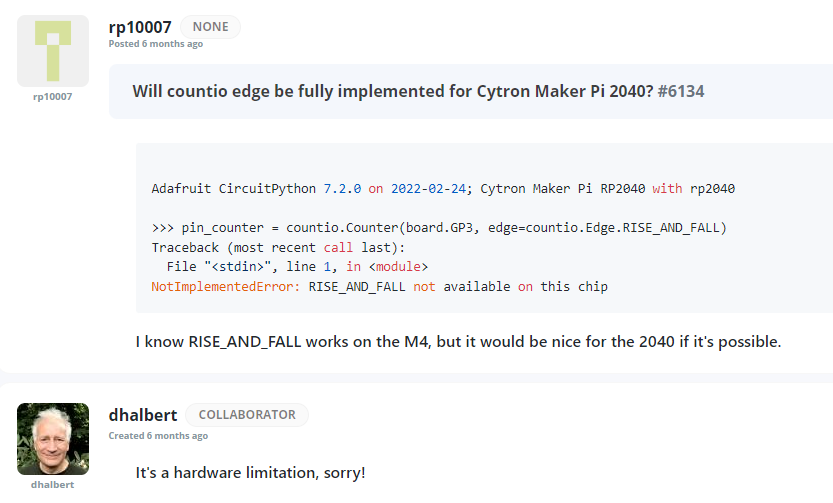 rp10007 NONE
Posted 6 months ago
rp10007
Will countio edge be fully implemented for Cytron Maker Pi 2040? #6134
Adafruit CircuitPython 7.2.0 on 2022-02-24; Cytron Maker Pi RP2040 with rp2040
>>> pin_counter = countio.Counter(board.GP3, edge=countio.Edge.RISE_AND_FALL)
Traceback (most recent call last):
  File "<stdin>", line 1, in <module>
NotImplementedError: RISE_AND_FALL not available on this chip
I know RISE_AND_FALL works on the M4, but it would be nice for the 2040 if it's possible.
dhalbert COLLABORATOR
Created 6 months ago
It's a hardware limitation, sorry!
dhalbert